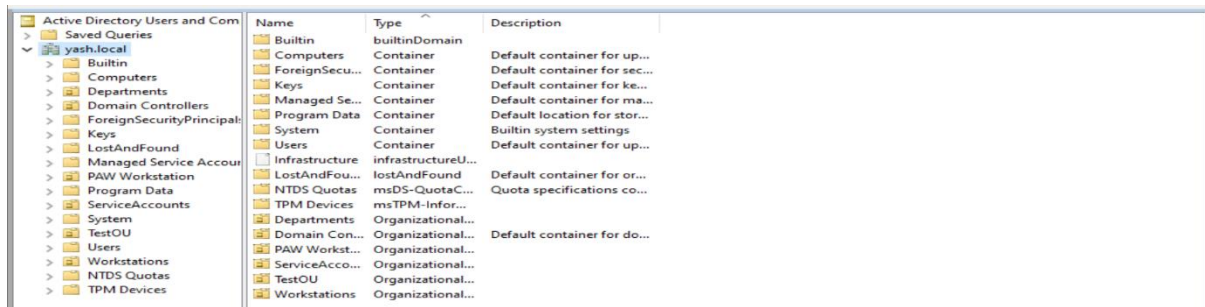 Active Directory Users and Com
Saved Queries
yash.local
Builtin
Computers
Departments
Domain Controllers
ForeignSecurityPrincipals
Keys
LostAndFound
Managed Service Accour
PAW Workstation
Program Data
ServiceAccounts
System
TestOU
Users
Workstations
NTDS Quotas
TPM Devices
Name Type Description
Builtin builtinDomain
Computers Container Default container for up...
ForeignSecu... Container Default container for sec...
Keys Container Default container for ke...
Managed Se... Container Default container for ma...
Program Data Container Default location for stor...
System Container Builtin system settings
Users Container Default container for up...
Infrastructure infrastructureU...
LostAndFou... lostAndFound Default container for or...
NTDS Quotas msDS-QuotaC... Quota specifications co...
TPM Devices msTPM-Infor...
Departments Organizational...
Domain Con... Organizational... Default container for do...
PAW Workst... Organizational...
ServiceAcco... Organizational...
TestOU Organizational...
Workstations Organizational...